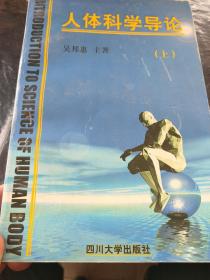 人体科学导论
(上)
吴邦惠 主著
INTRODUCTION TO SCIENCE OF HUMAN BODY
四川大学出版社